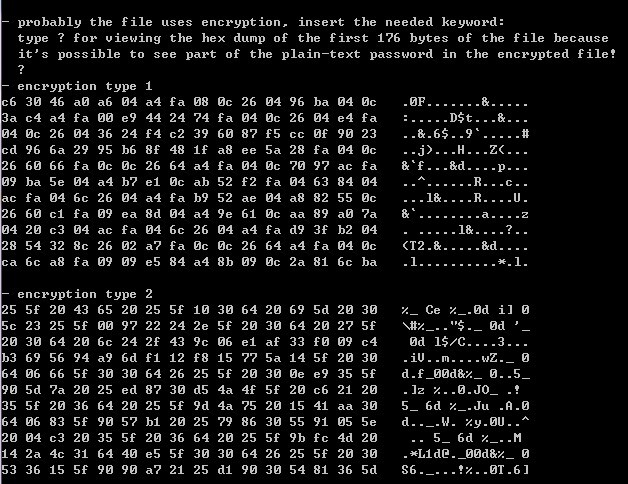 - probably the file uses encryption, insert the needed keyword:
type ? for viewing the hex dump of the first 176 bytes of the file because
it's possible to see part of the plain-text password in the encrypted file!
?
- encryption type 1
c6 30 46 a0 a6 04 a4 fa 08 0c 26 04 96 ba 04 0c .0F.......&.....
3a c4 a4 fa 00 e9 44 24 74 fa 04 0c 26 04 e4 fa :.....D$t...&...
04 0c 26 04 36 24 f4 c2 39 60 87 f5 cc 0f 90 23 ..&.6$..9`.....#
cd 96 6a 29 95 b6 8f 48 1f a8 ee 5a 28 fa 04 0c ..j)...H...Z(...
26 60 66 fa 0c 0c 26 64 a4 fa 04 0c 70 97 ac fa &`f...&d....p...
09 ba 5e 04 a4 b7 e1 0c ab 52 f2 fa 04 63 84 04 ..^......R...c..
ac fa 04 6c 26 04 a4 fa b9 52 ae 04 a8 82 55 0c ...l&....R....U.
26 60 c1 fa 09 ea 8d 04 a4 9e 61 0c aa 89 a0 7a &`........a....z
04 20 c3 04 ac fa 04 6c 26 04 a4 fa d9 3f b2 04 . .....l&....?..
28 54 32 8c 26 02 a7 fa 0c 0c 26 64 a4 fa 04 0c (T2.&.....&d....
ca 6c a8 fa 09 09 e5 84 a4 8b 09 0c 2a 81 6c ba .l..........*.l.
- encryption type 2
25 5f 20 43 65 20 25 5f 10 30 64 20 69 5d 20 30 %_ Ce %_.0d i] 0
5c 23 25 5f 00 97 22 24 2e 5f 20 30 64 20 27 5f \#%_.."$._ 0d '_
20 30 64 20 6c 24 2f 43 9c 06 e1 af 33 f0 09 c4 0d l$/C....3...
b3 69 56 94 a9 6d f1 12 f8 15 77 5a 14 5f 20 30 .iV..m....wZ._ 0
64 06 66 5f 30 30 64 26 25 5f 20 30 0e e9 35 5f d.f_00d&%_ 0..5_
90 5d 7a 20 25 ed 87 30 d5 4a 4f 5f 20 c6 21 20 .]z %..0.JO_ .!
35 5f 20 36 64 20 25 5f 9d 4a 75 20 15 41 aa 30 5_ 6d %_.Ju .A.0
64 06 83 5f 90 57 b1 20 25 79 86 30 55 91 05 5e d.._.W. %y.0U..^
20 04 c3 20 35 5f 20 36 64 20 25 5f 9b fc 4d 20 .. 5_ 6d %_..M
14 2a 4c 31 64 40 e5 5f 30 30 64 26 25 5f 20 30 .*L1d@._00d&%_ 0
53 36 15 5f 90 90 a7 21 25 d1 90 30 54 81 36 5d S6._...!%..0T.6]